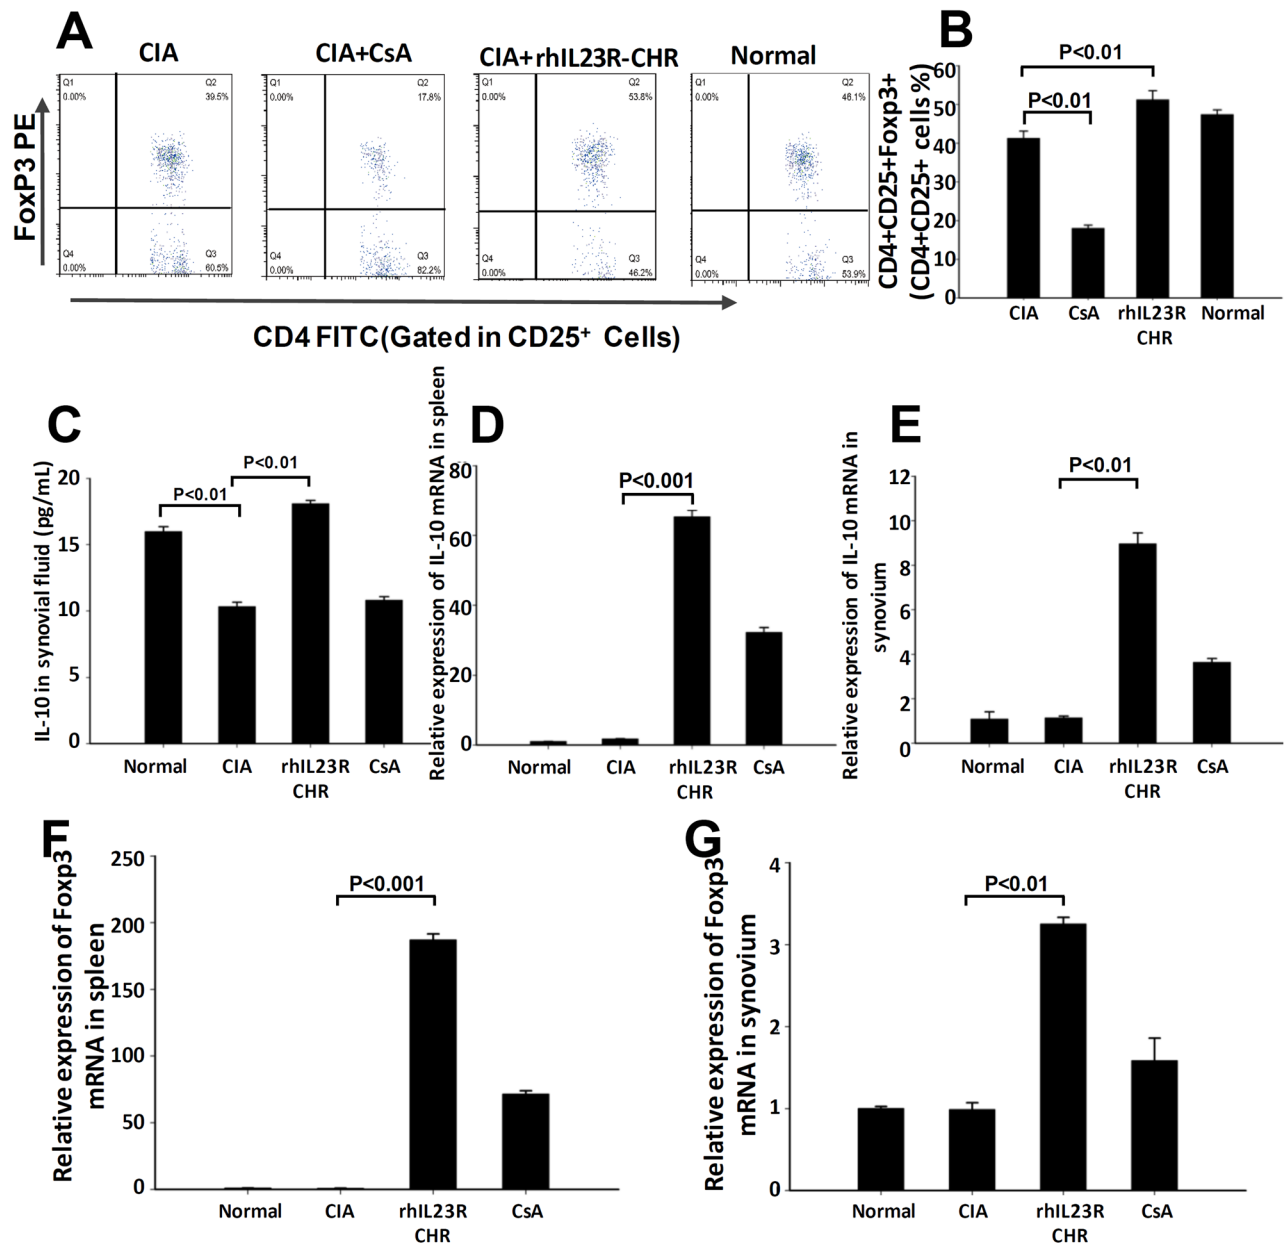 A
CIA
CIA+CsA
CIA+rhIL23R-CHR
Normal
FoxP3 PE
Q1
0.00%
Q2
39.5%
Q4
0.00%
Q3
60.5%
Q1
0.00%
Q2
17.8%
Q4
0.00%
Q3
82.2%
Q1
0.00%
Q2
53.8%
Q4
0.00%
Q3
46.2%
Q1
0.00%
Q2
46.1%
Q4
0.00%
Q3
53.9%
CD4 FITC(Gated in CD25⁺ Cells)
B
CD4+CD25+Foxp3+
(CD4+CD25+ cells %)
P<0.01
P<0.01
60
50
40
30
20
10
0
CIA
CsA
rhIL23R
CHR
Normal
C
IL-10 in synovial fluid (pg/mL)
P<0.01
P<0.01
20
15
10
5
0
Normal
CIA
rhIL23R
CHR
CsA
D
Relative expression of IL-10 mRNA in spleen
P<0.001
80
60
40
20
0
Normal
CIA
rhIL23R
CHR
CsA
E
Relative expression of IL-10 mRNA in
synovium
P<0.01
12
10
8
6
4
2
0
Normal
CIA
rhIL23R
CHR
CsA
F
Relative expression of Foxp3
mRNA in spleen
P<0.001
250
200
150
100
50
0
Normal
CIA
rhIL23R
CHR
CsA
G
Relative expression of Foxp3
mRNA in synovium
P<0.01
4
3
2
1
0
Normal
CIA
rhIL23R
CHR
CsA